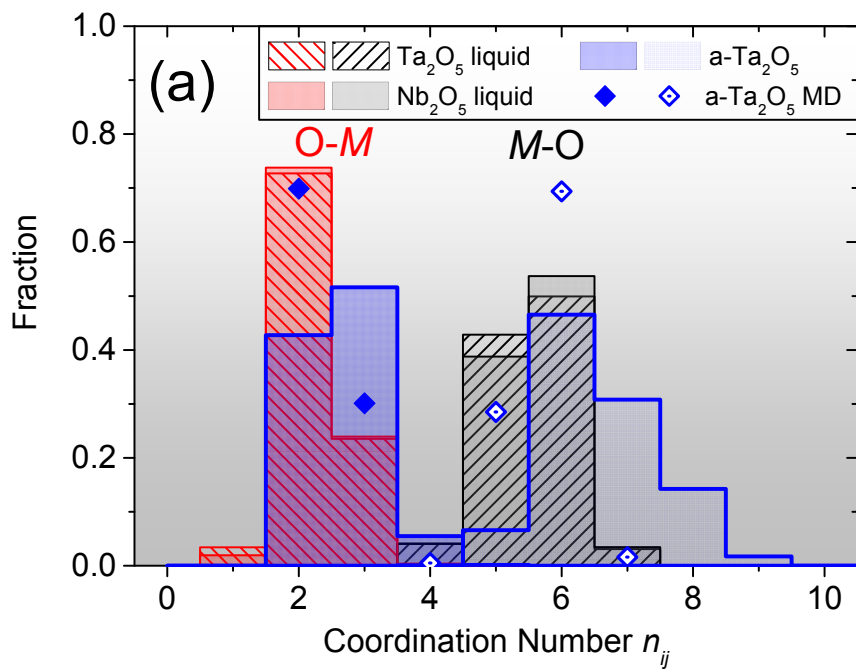 (a)
Ta₂O₅ liquid
a-Ta₂O₅
Nb₂O₅ liquid
a-Ta₂O₅ MD
O-M
M-O
Fraction
1.0
0.8
0.6
0.4
0.2
0.0
0 2 4 6 8 10
Coordination Number nᵢⱼ